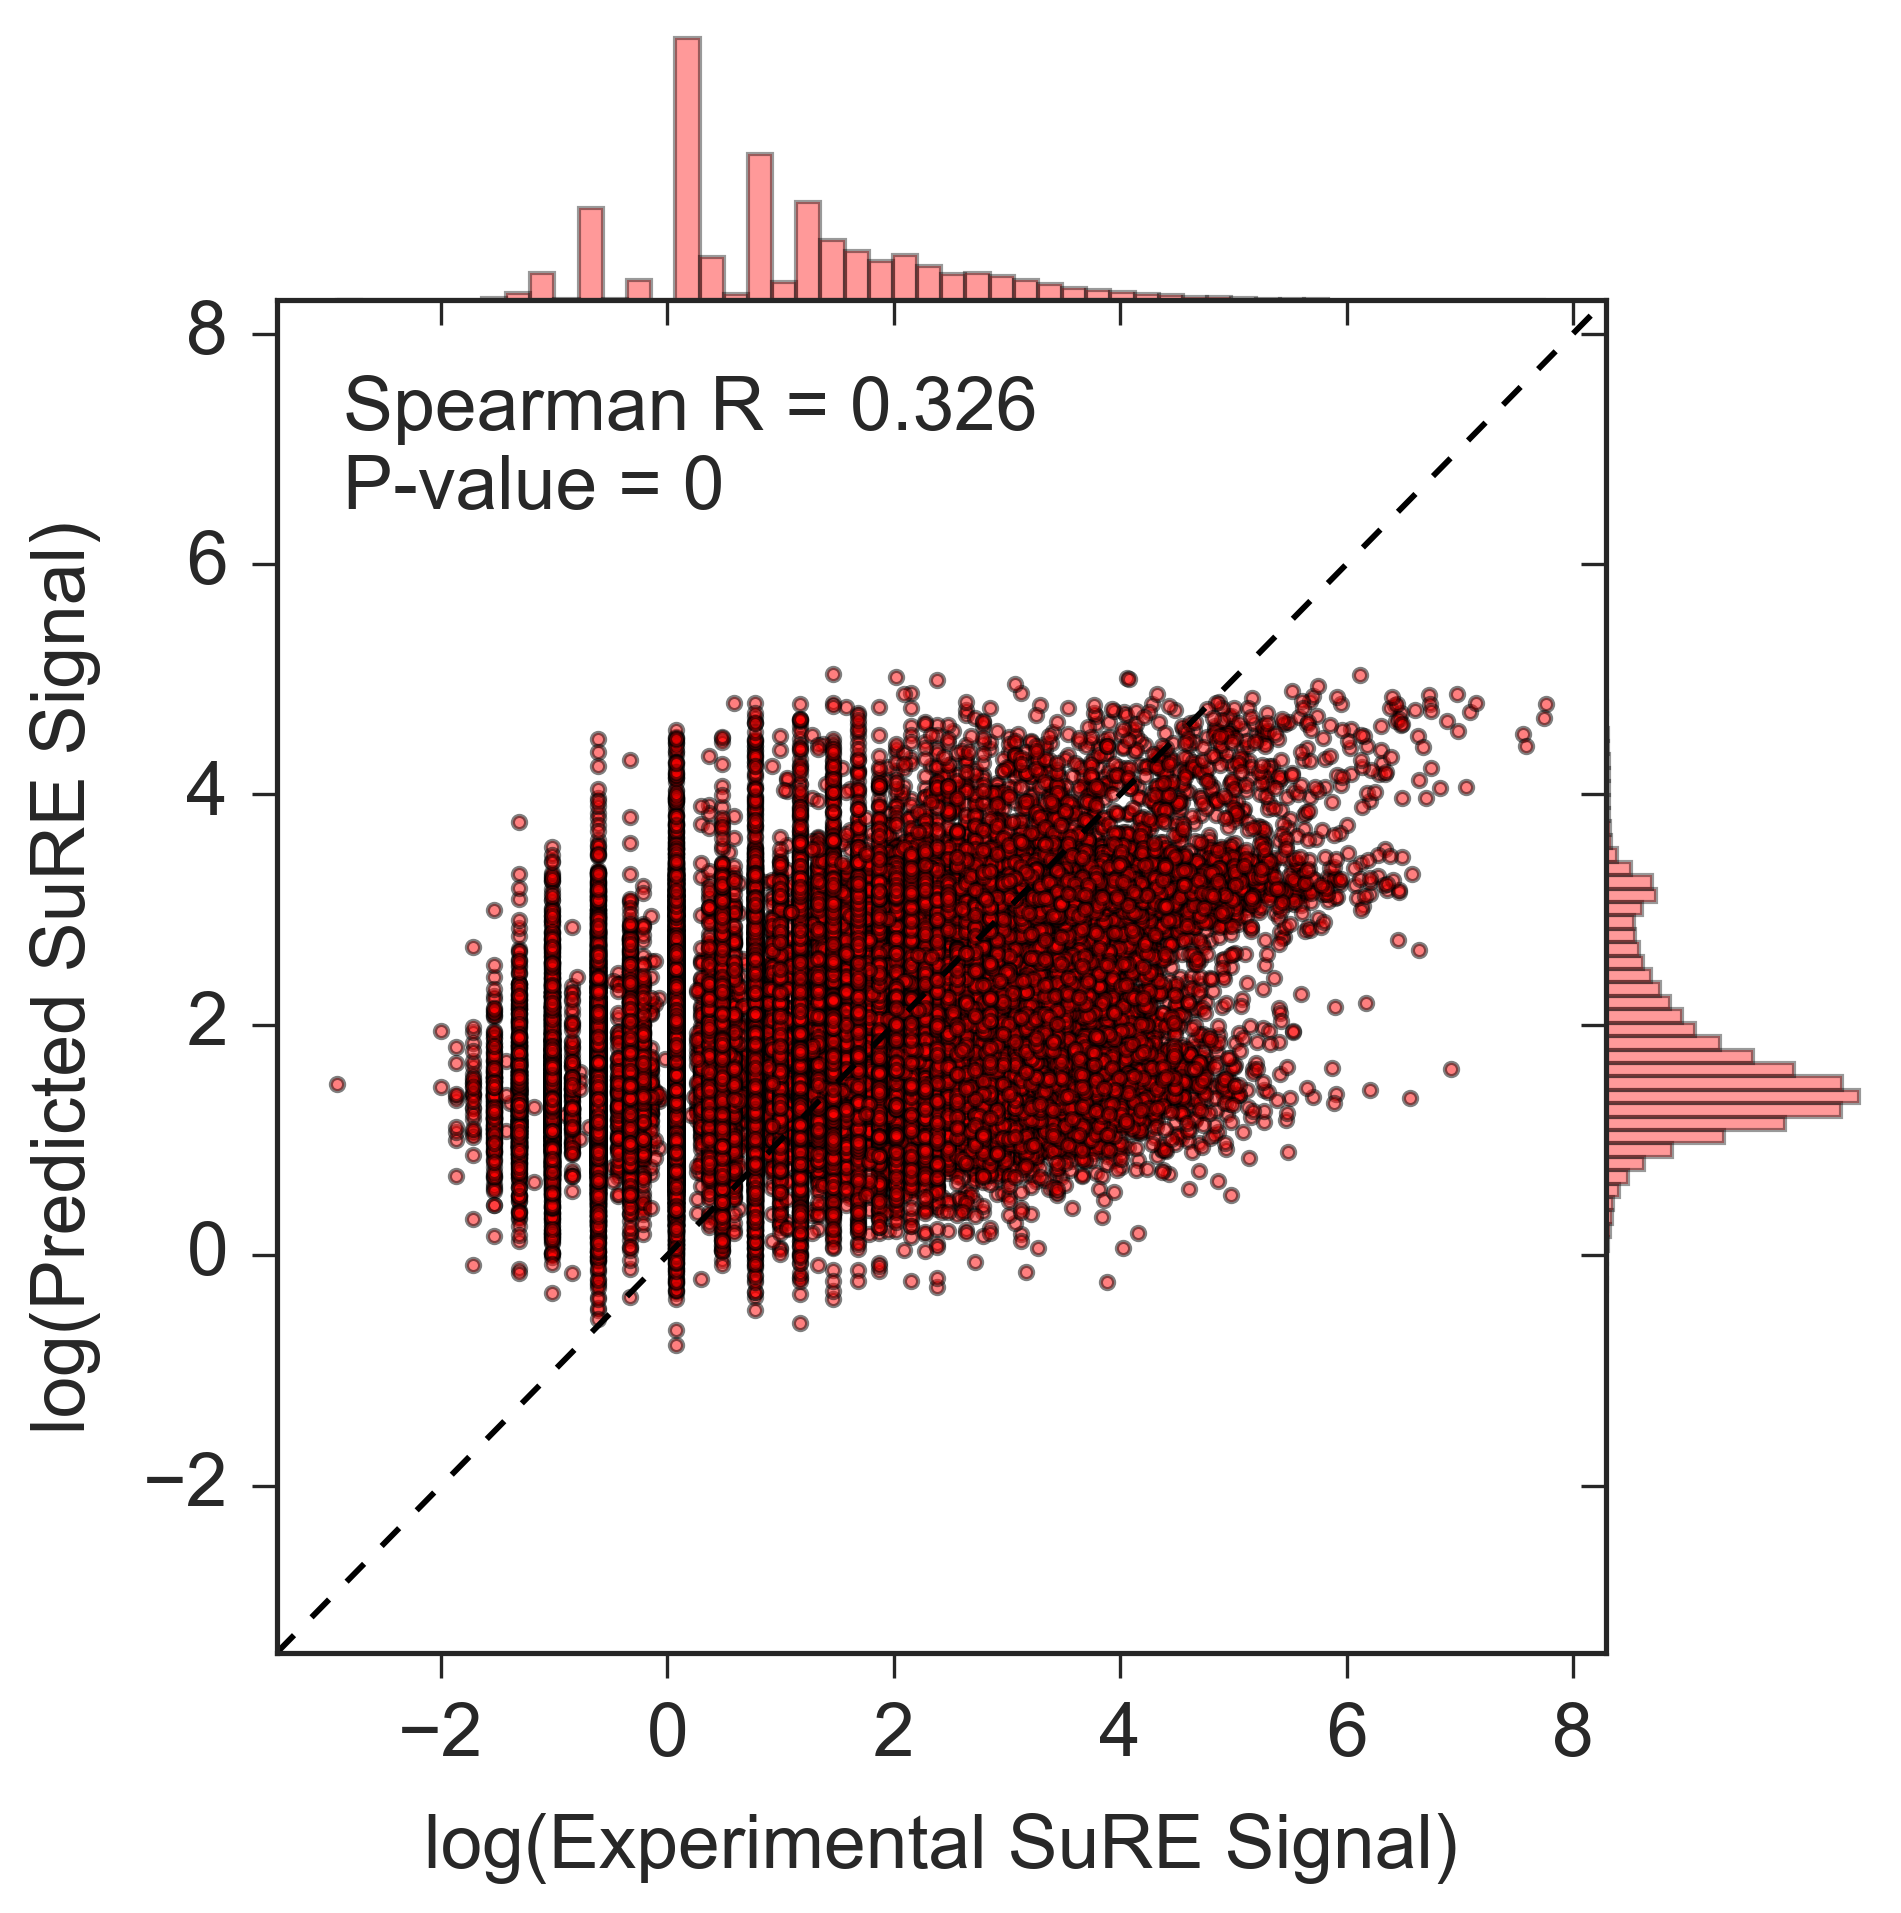 8
Spearman R = 0.326
P-value = 0
6
4
2
0
−2
log(Predicted SuRE Signal)
−2 0 2 4 6 8
log(Experimental SuRE Signal)